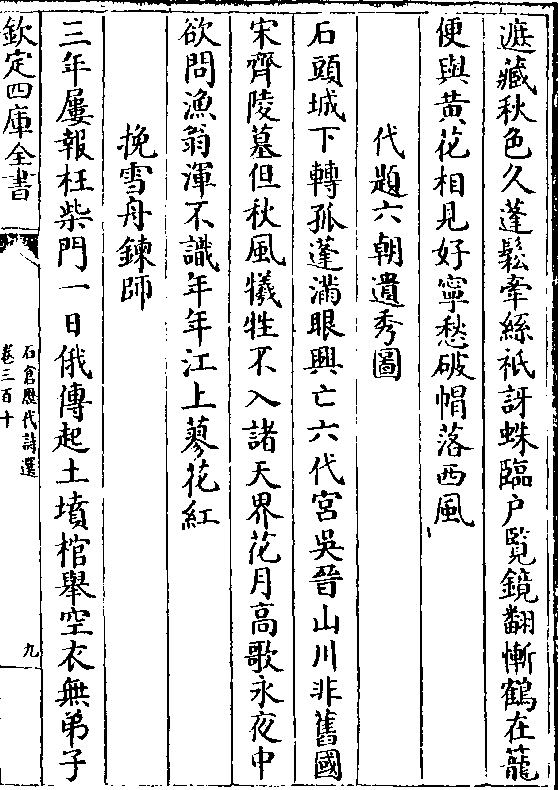 遮藏秋色久蓬鬆牽絲祇訝蛛臨户覧鏡翻慚鶴在籠
便與黃花相見好寧愁破帽落西風
代題六朝遺秀圖
石頭城下轉孤蓬滿眼興亡六代宮吳晉山川非舊國
宋齊陵墓但秋風犧牲不入諸天界花月高歌永夜中
欲問漁翁渾不識年年江上蓼花紅
挽雪舟鍊師
三年屢報枉柴門一日俄傳起土墳棺舉空衣無弟子
欽定四庫全書
石倉歷代詩選
卷三百十
九